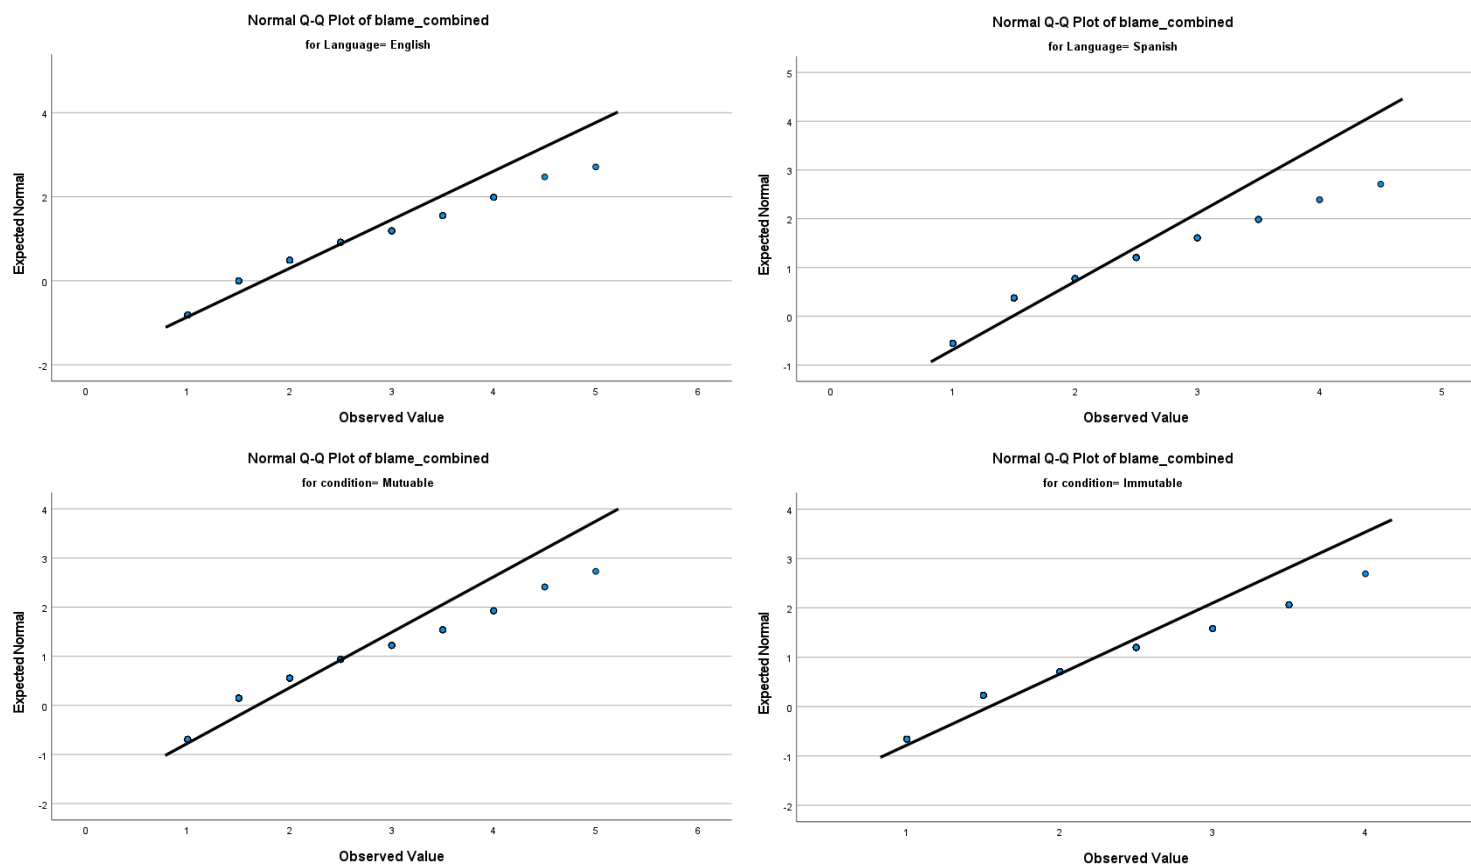 Normal Q-Q Plot of blame_combined
for Language= English
Expected Normal
4
2
0
-2
0 1 2 3 4 5 6
Observed Value
Normal Q-Q Plot of blame_combined
for Language= Spanish
Expected Normal
5
4
3
2
1
0
-1
0 1 2 3 4 5
Observed Value
Normal Q-Q Plot of blame_combined
for condition= Mutuable
Expected Normal
4
3
2
1
0
-1
-2
0 1 2 3 4 5 6
Observed Value
Normal Q-Q Plot of blame_combined
for condition= Immutable
Expected Normal
4
3
2
1
0
-1
-2
1 2 3 4
Observed Value